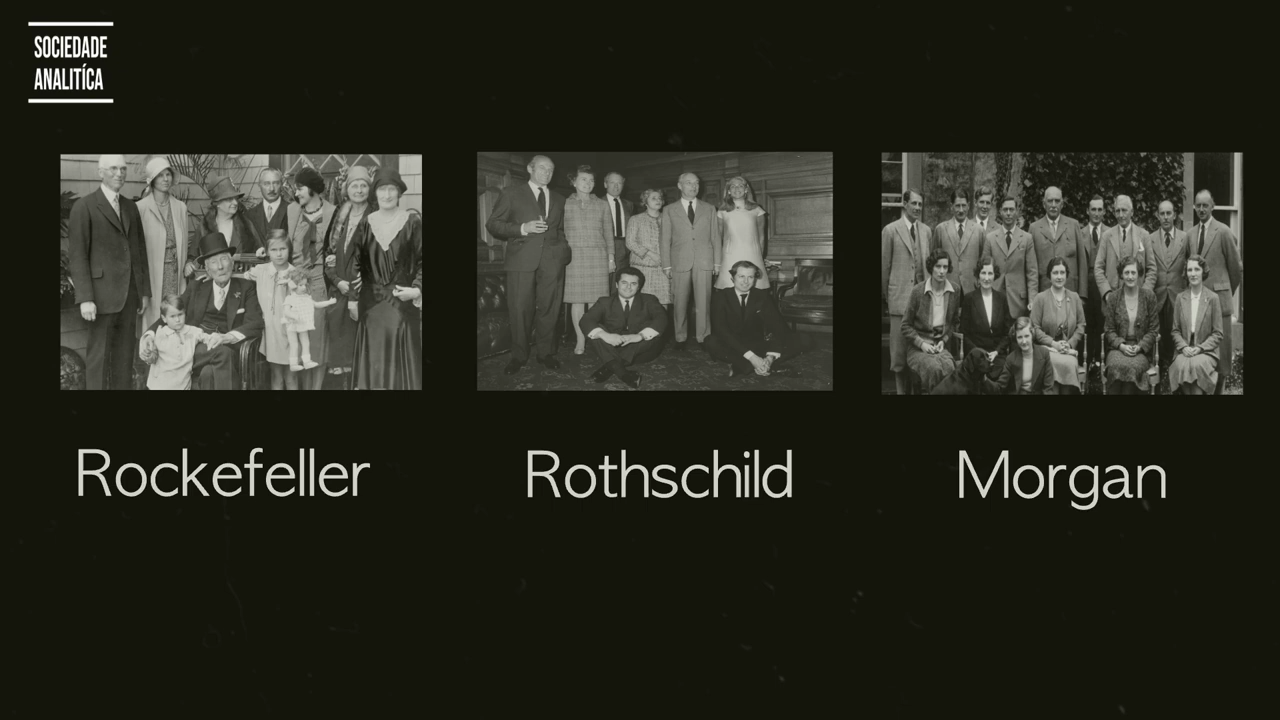 SOCIEDADE
ANALITÍCA
Rockefeller
Rothschild
Morgan